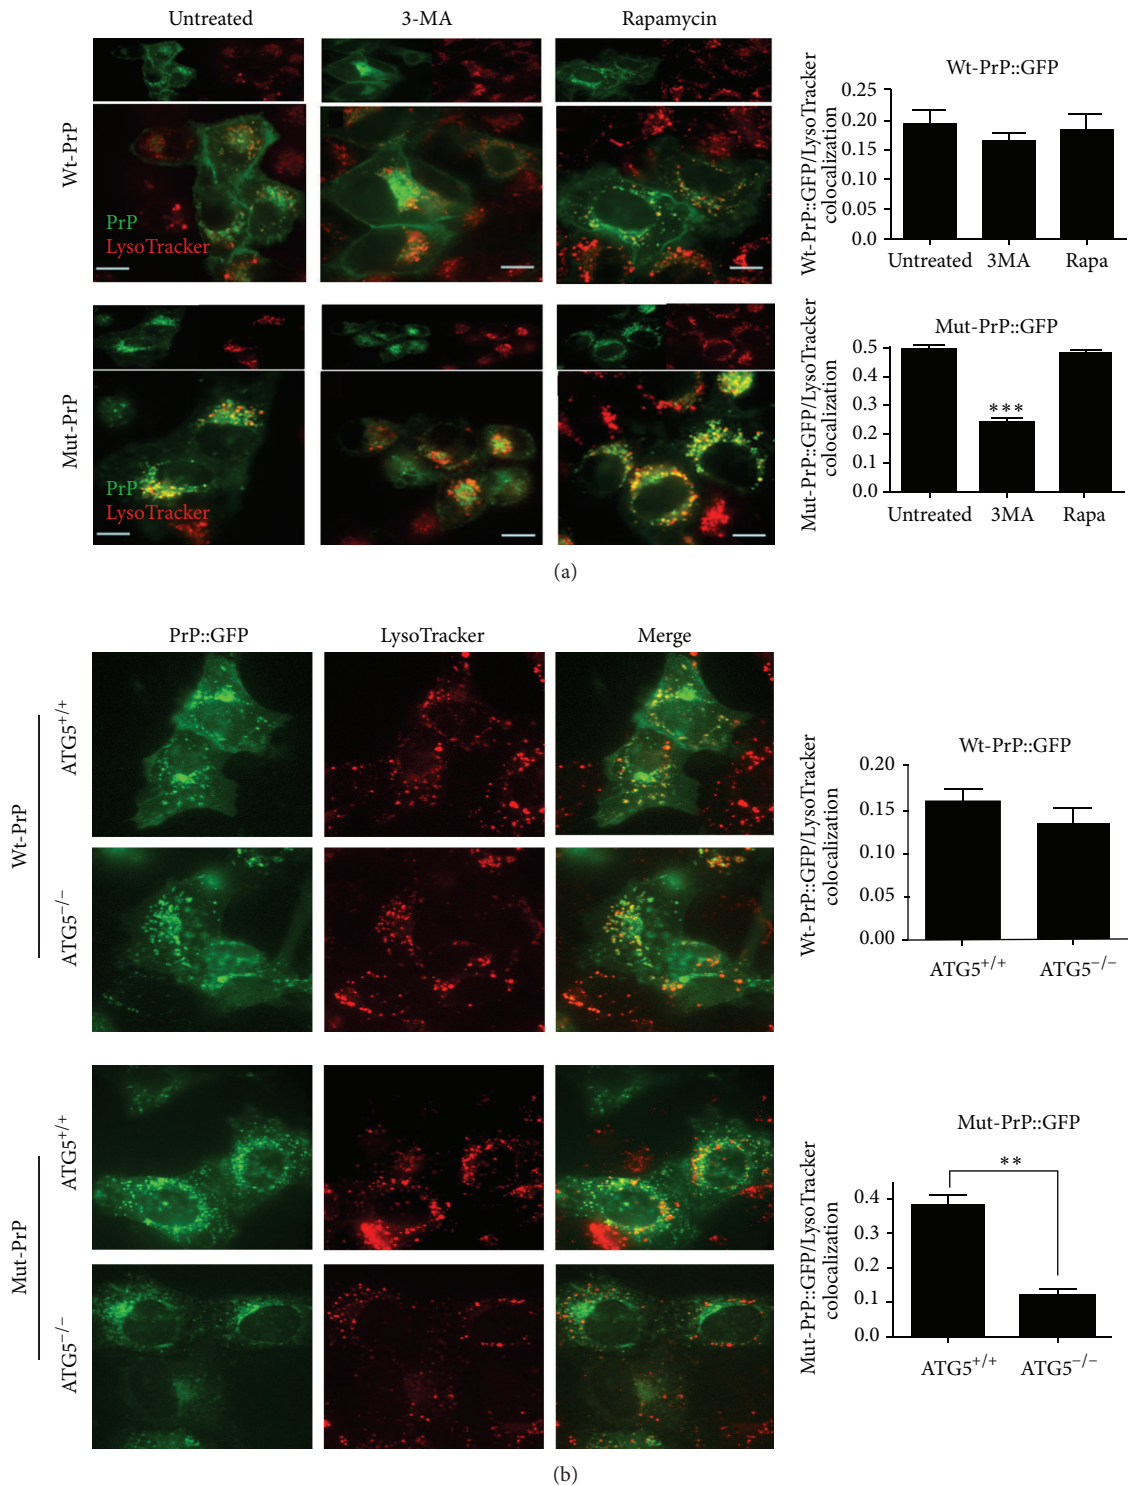 Untreated
3-MA
Rapamycin
Wt-PrP
PrP
LysoTracker
Mut-PrP
PrP
LysoTracker
Wt-PrP::GFP
Wt-PrP::GFP/LysoTracker
colocalization
0.25
0.20
0.15
0.10
0.05
0.0
Untreated
3MA
Rapa
Mut-PrP::GFP
Mut-PrP::GFP/LysoTracker
colocalization
0.5
0.4
0.3
0.2
0.1
0.0
***
Untreated
3MA
Rapa
(a)
PrP::GFP
LysoTracker
Merge
Wt-PrP
ATG5+/+
ATG5−/−
Mut-PrP
ATG5+/+
ATG5−/−
Wt-PrP::GFP
Wt-PrP::GFP/LysoTracker
colocalization
0.20
0.15
0.10
0.05
0.00
ATG5+/+
ATG5−/−
Mut-PrP::GFP
Mut-PrP::GFP/LysoTracker
colocalization
**
0.4
0.3
0.2
0.1
0.0
ATG5+/+
ATG5−/−
(b)